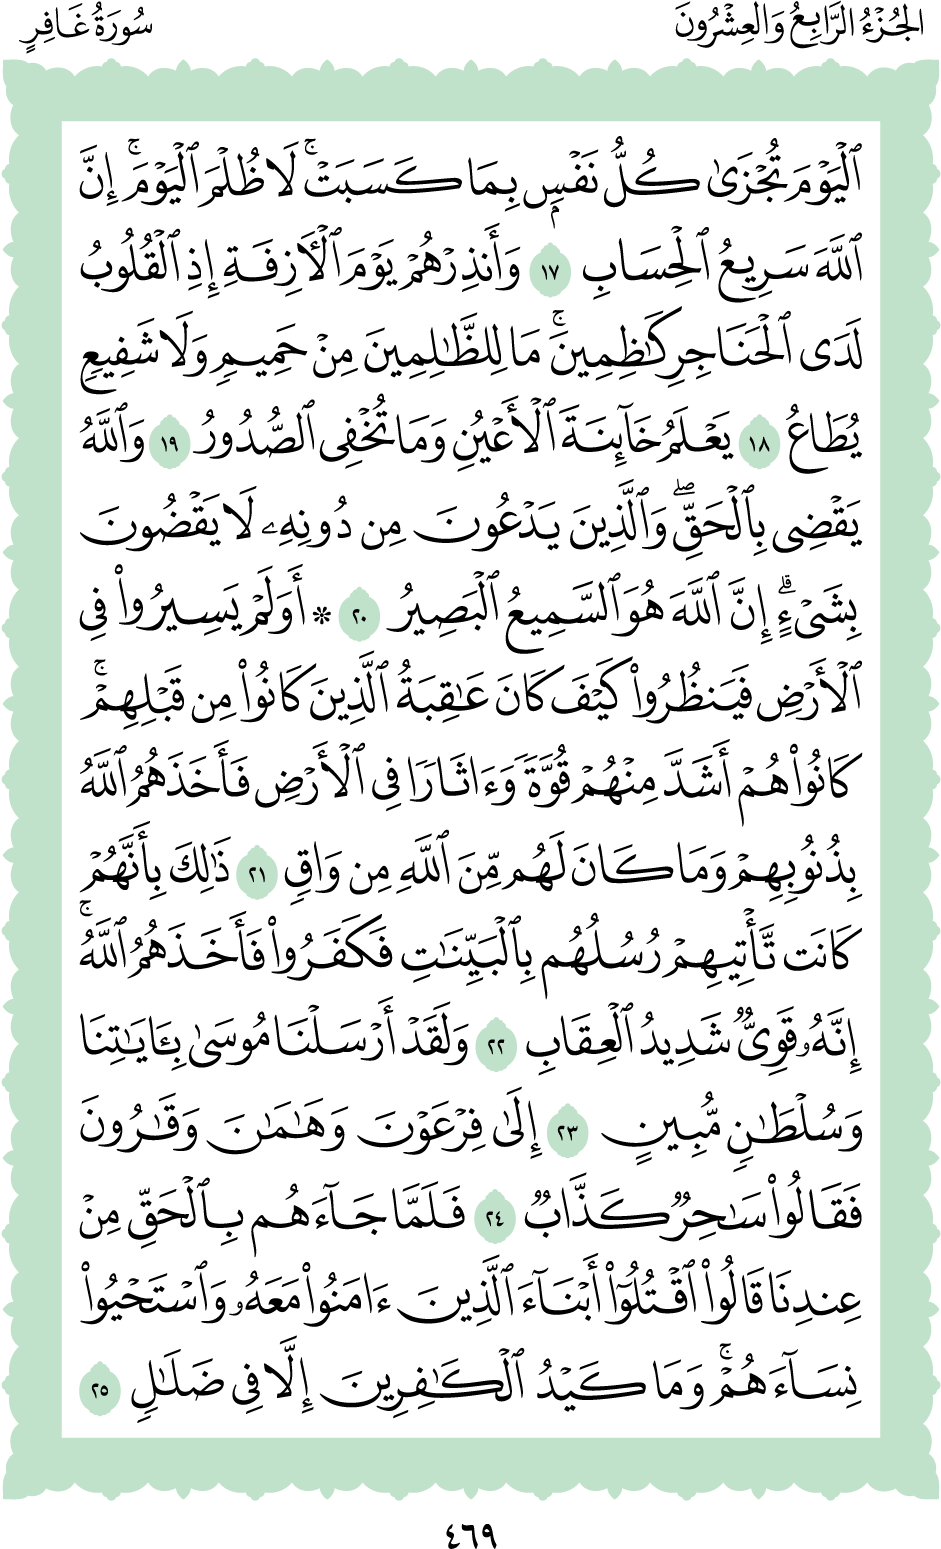 الجُزْءُ الرَّابِعُ وَالعِشْرُونَ
سُورَةُ غَافِرٍ
ٱلۡيَوۡمَ تُجۡزَىٰ كُلُّ نَفۡسِۭ بِمَا كَسَبَتۡۚ لَا ظُلۡمَ ٱلۡيَوۡمَۚ إِنَّ
ٱللَّهَ سَرِيعُ ٱلۡحِسَابِ ١٧ وَأَنذِرۡهُمۡ يَوۡمَ ٱلۡأٓزِفَةِ إِذِ ٱلۡقُلُوبُ
لَدَى ٱلۡحَنَاجِرِ كَٰظِمِينَۚ مَا لِلظَّٰلِمِينَ مِنۡ حَمِيمٖ وَلَا شَفِيعٖ
يُطَاعُ ١٨ يَعۡلَمُ خَآئِنَةَ ٱلۡأَعۡيُنِ وَمَا تُخۡفِي ٱلصُّدُورُ ١٩ وَٱللَّهُ
يَقۡضِي بِٱلۡحَقِّۖ وَٱلَّذِينَ يَدۡعُونَ مِن دُونِهِۦ لَا يَقۡضُونَ
بِشَيۡءٍۗ إِنَّ ٱللَّهَ هُوَ ٱلسَّمِيعُ ٱلۡبَصِيرُ ٢٠ * أَوَلَمۡ يَسِيرُواْ فِي
ٱلۡأَرۡضِ فَيَنظُرُواْ كَيۡفَ كَانَ عَٰقِبَةُ ٱلَّذِينَ كَانُواْ مِن قَبۡلِهِمۡۚ
كَانُواْ هُمۡ أَشَدَّ مِنۡهُمۡ قُوَّةٗ وَءَاثَارٗا فِي ٱلۡأَرۡضِ فَأَخَذَهُمُ ٱللَّهُ
بِذُنُوبِهِمۡ وَمَا كَانَ لَهُم مِّنَ ٱللَّهِ مِن وَاقٖ ٢١ ذَٰلِكَ بِأَنَّهُمۡ
كَانَت تَّأۡتِيهِمۡ رُسُلُهُم بِٱلۡبَيِّنَٰتِ فَكَفَرُواْ فَأَخَذَهُمُ ٱللَّهُۚ
إِنَّهُۥ قَوِيّٞ شَدِيدُ ٱلۡعِقَابِ ٢٢ وَلَقَدۡ أَرۡسَلۡنَا مُوسَىٰ بِـَٔايَٰتِنَا
وَسُلۡطَٰنٖ مُّبِينٍ ٢٣ إِلَىٰ فِرۡعَوۡنَ وَهَٰمَٰنَ وَقَٰرُونَ
فَقَالُواْ سَٰحِرٞ كَذَّابٞ ٢٤ فَلَمَّا جَآءَهُم بِٱلۡحَقِّ مِنۡ
عِندِنَا قَالُواْ ٱقۡتُلُوٓاْ أَبۡنَآءَ ٱلَّذِينَ ءَامَنُواْ مَعَهُۥ وَٱسۡتَحۡيُواْ
نِسَآءَهُمۡۚ وَمَا كَيۡدُ ٱلۡكَٰفِرِينَ إِلَّا فِي ضَلَٰلٖ ٢٥
٤٦٩